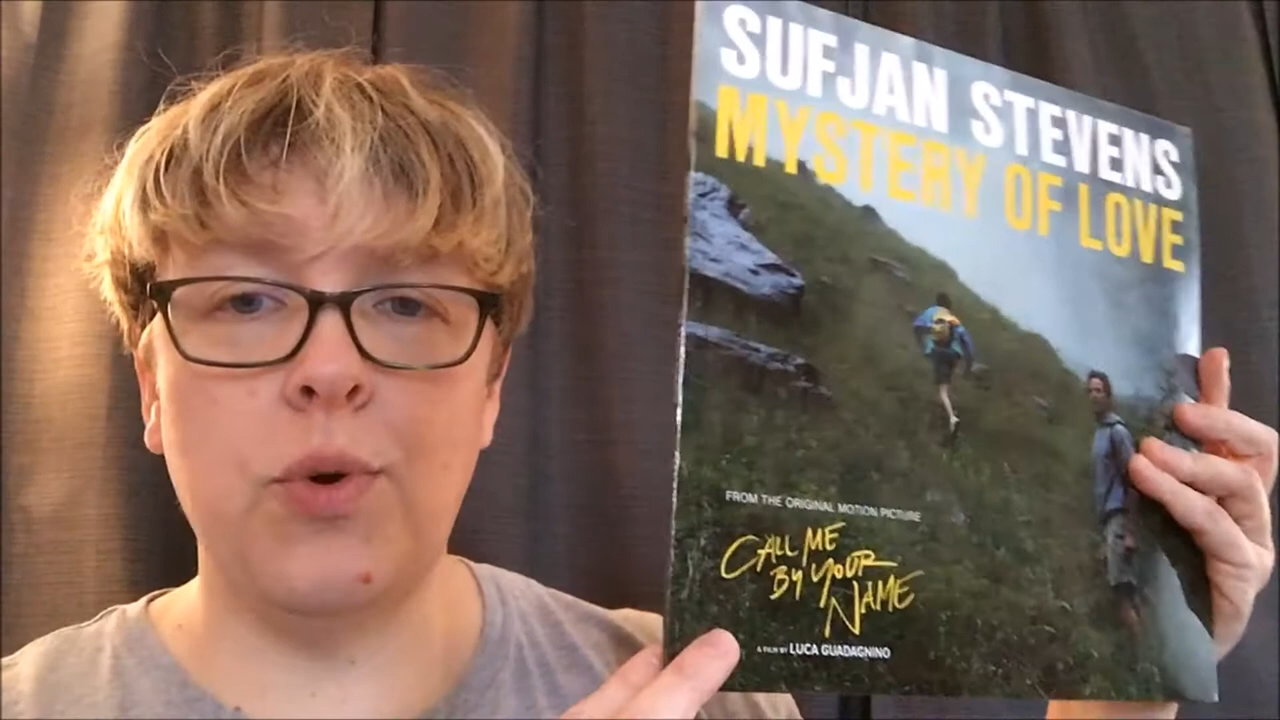 SUFJAN STEVENS
MYSTERY OF LOVE
FROM THE ORIGINAL MOTION PICTURE
CALL ME
BY YOUR
NAME
A FILM BY LUCA GUADAGNINO